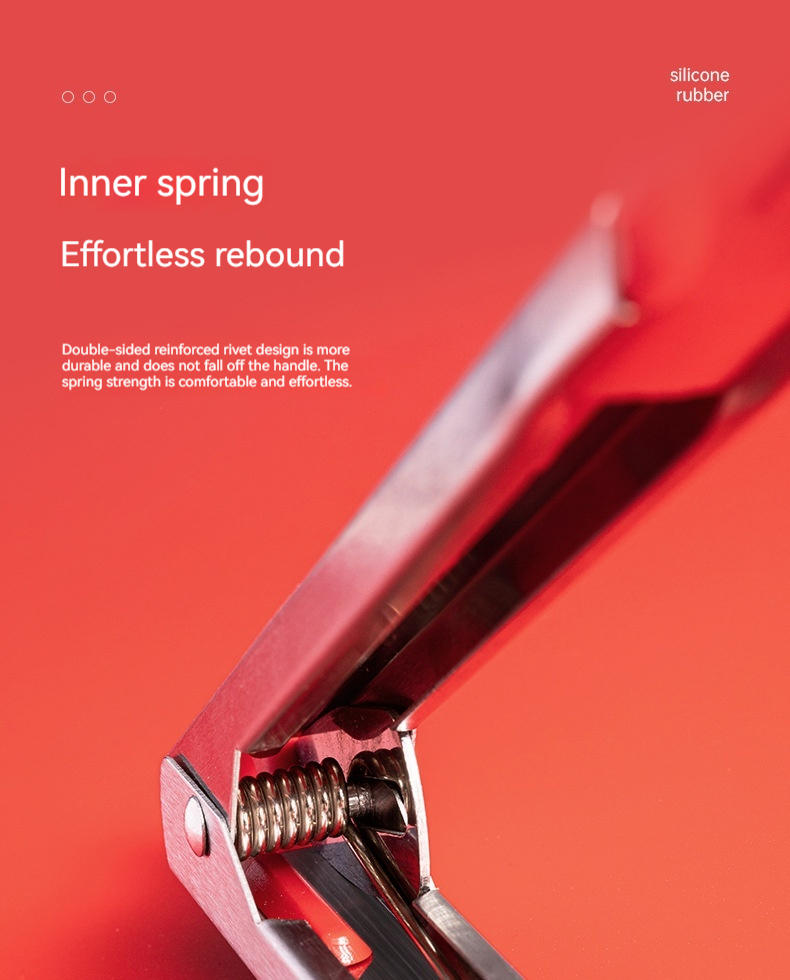 silicone
rubber
Inner spring
Effortless rebound
Double-sided reinforced rivet design is more
durable and does not fall off the handle. The
spring strength is comfortable and effortless.